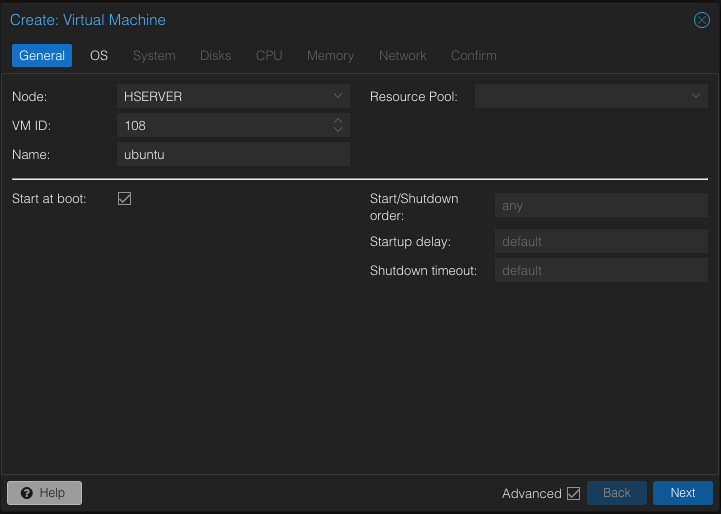 Create: Virtual Machine
General OS System Disks CPU Memory Network Confirm
Node: HSERVER Resource Pool:
VM ID: 108
Name: ubuntu
Start at boot: Start/Shutdown order: any
Startup delay: default
Shutdown timeout: default
Help Advanced Back Next